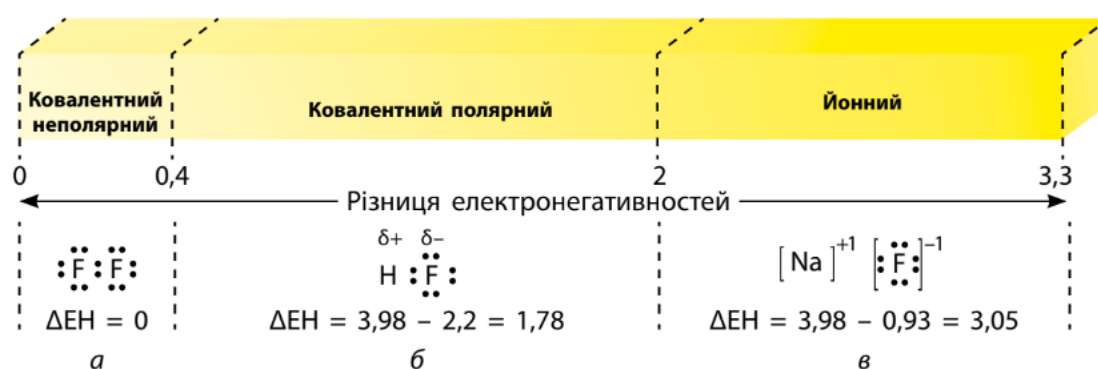 Ковалентний
неполярний
Ковалентний полярний
Йонний
0
0,4
2
3,3
Різниця електронегативностей
F F
δ+ δ–
H F
[Na]+1 [F]–1
ΔЕН = 0
ΔЕН = 3,98 – 2,2 = 1,78
ΔЕН = 3,98 – 0,93 = 3,05
а
б
в